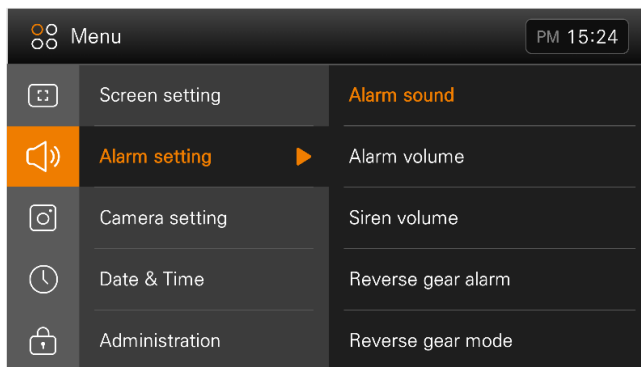 Menu
PM 15:24
Screen setting
Alarm setting
Camera setting
Date & Time
Administration
Alarm sound
Alarm volume
Siren volume
Reverse gear alarm
Reverse gear mode